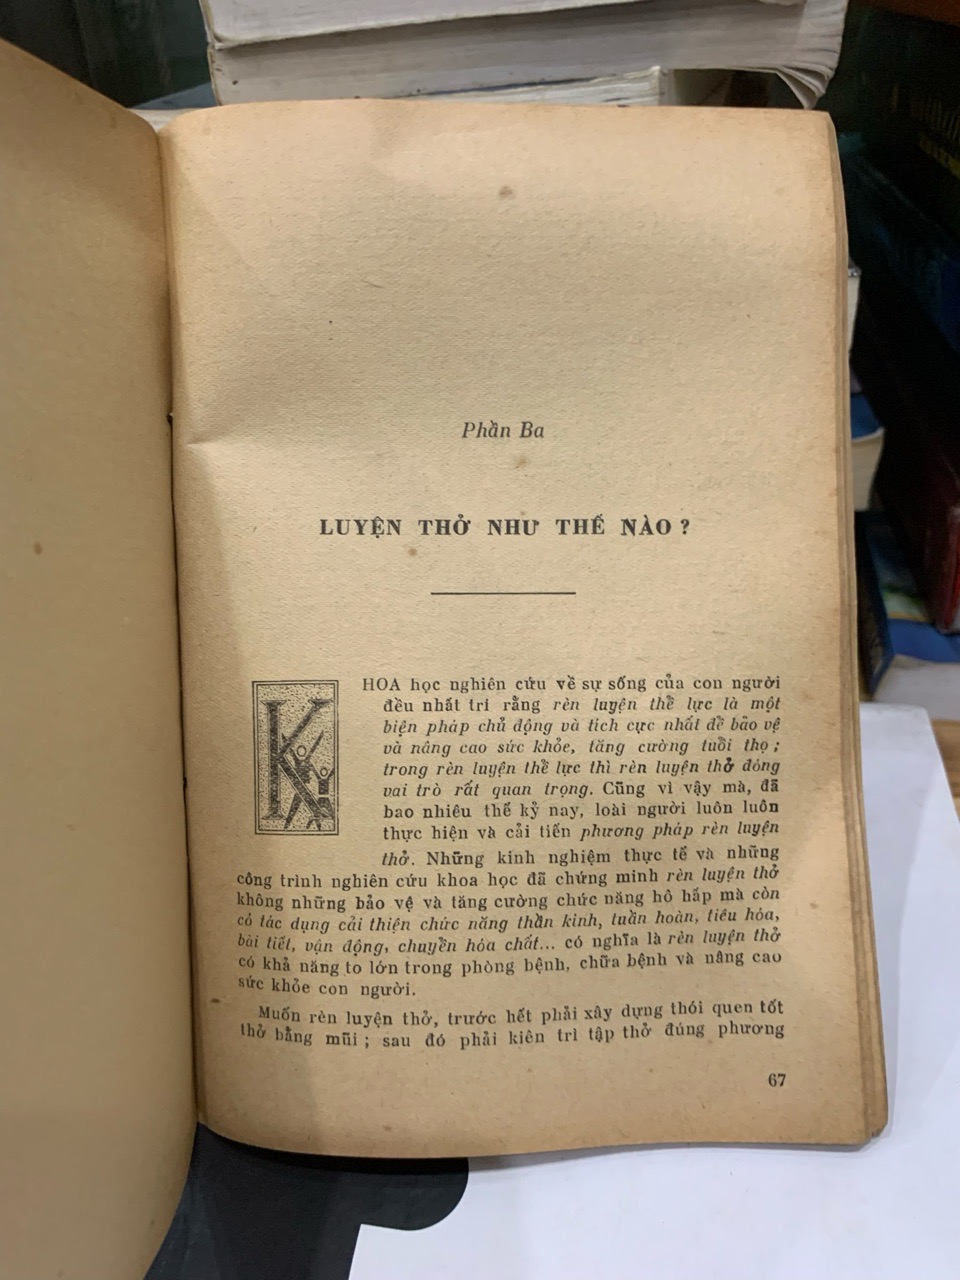 Phần Ba
LUYỆN THỞ NHƯ THẾ NÀO ?
KHOA học nghiên cứu về sự sống của con người
đều nhất trí rằng rèn luyện thể lực là một
biện pháp chủ động và tích cực nhất để bảo vệ
và nâng cao sức khỏe, tăng cường tuổi thọ ;
trong rèn luyện thể lực thì rèn luyện thở đóng
vai trò rất quan trọng. Cũng vì vậy mà, đã
bao nhiêu thế kỷ nay, loài người luôn luôn
thực hiện và cải tiến phương pháp rèn luyện
thở. Những kinh nghiệm thực tế và những
công trình nghiên cứu khoa học đã chứng minh rèn luyện thở
không những bảo vệ và tăng cường chức năng hô hấp mà còn
có tác dụng cải thiện chức năng thần kinh, tuần hoàn, tiêu hóa,
bài tiết, vận động, chuyển hóa chất... có nghĩa là rèn luyện thở
có khả năng to lớn trong phòng bệnh, chữa bệnh và nâng cao
sức khỏe con người.
Muốn rèn luyện thở, trước hết phải xây dựng thói quen tốt
thở bằng mũi ; sau đó phải kiên trì tập thở đúng phương
67